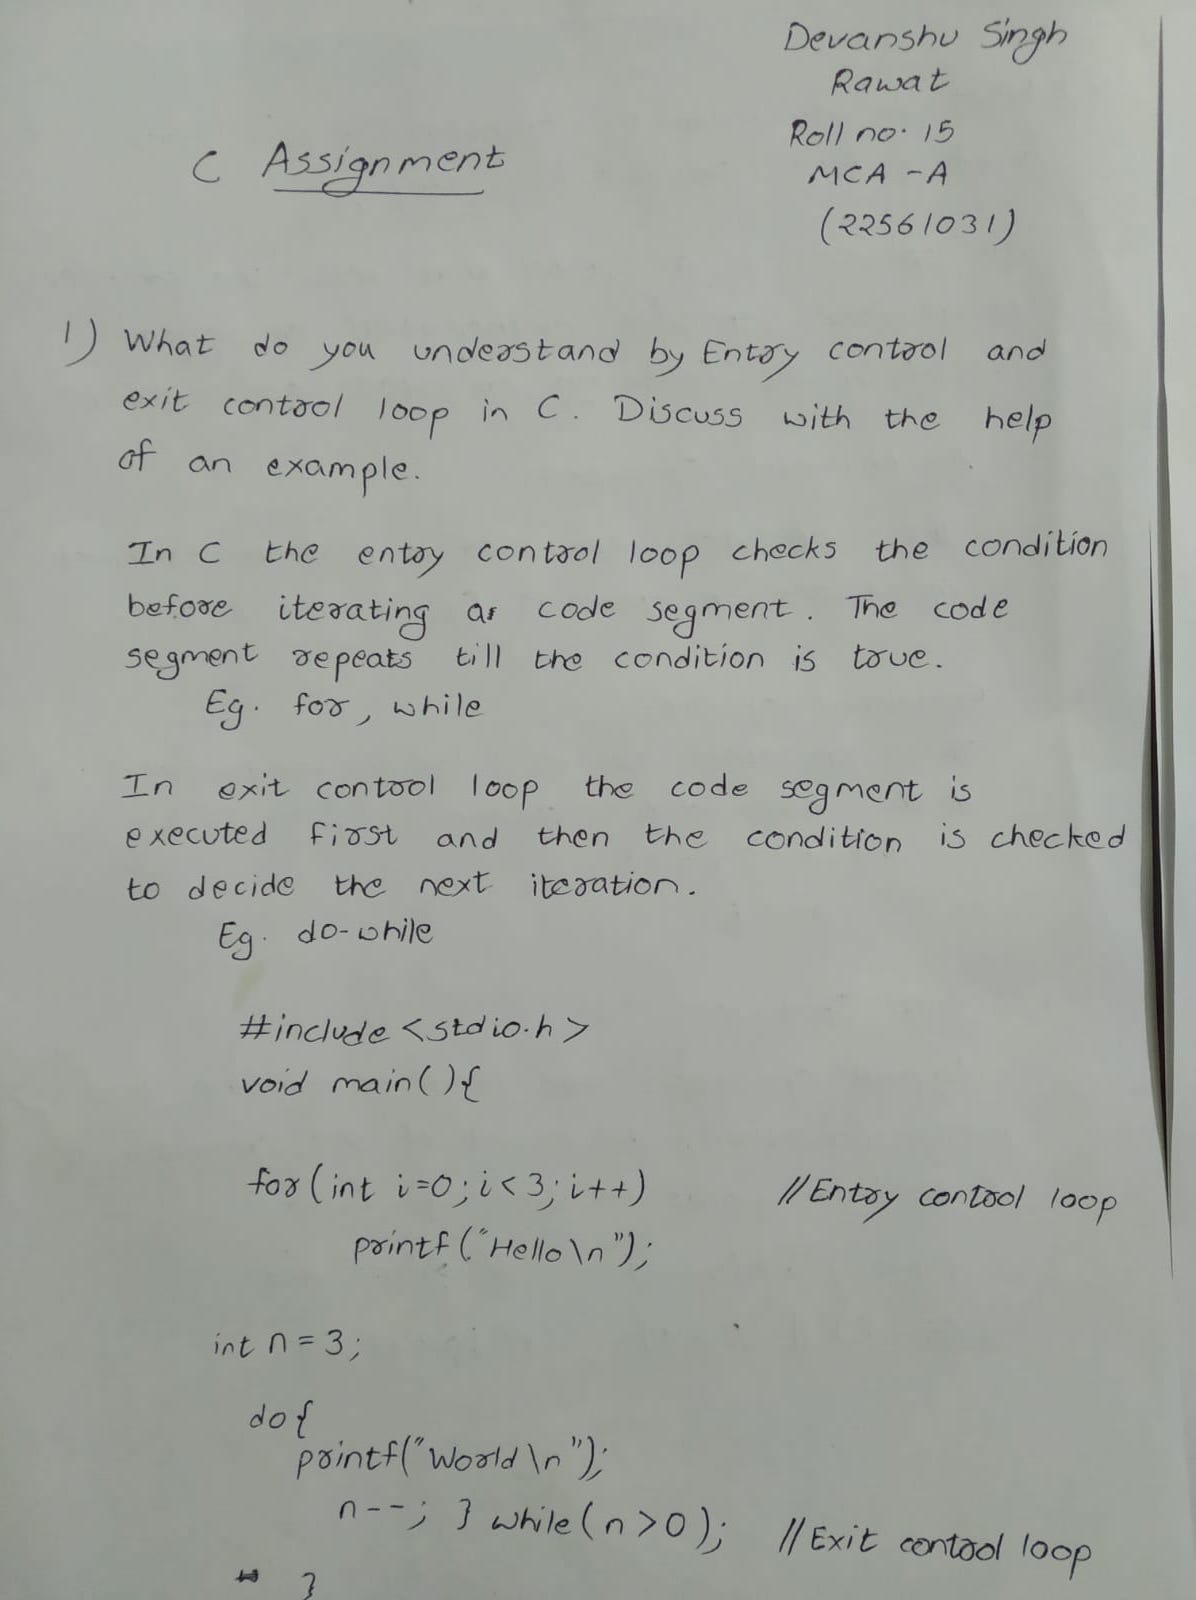 Devanshu Singh
Rawat
Roll no. 15
MCA -A
(22561031)
C Assignment
1) What do you understand by Entry control and
exit control loop in C. Discuss with the help
of an example.
In C the entry control loop checks the condition
before iterating code segment. The code
segment repeats till the condition is true.
Eg. for, while
In exit control loop the code segment is
executed first and then the condition is checked
to decide the next iteration.
Eg. do-while
#include <stdio.h>
void main(){
for(int i=0; i<3; i++) //Entry control loop
printf("Hello\n");
int n=3;
do{
printf("World\n");
n--; } while(n>0); //Exit control loop
}